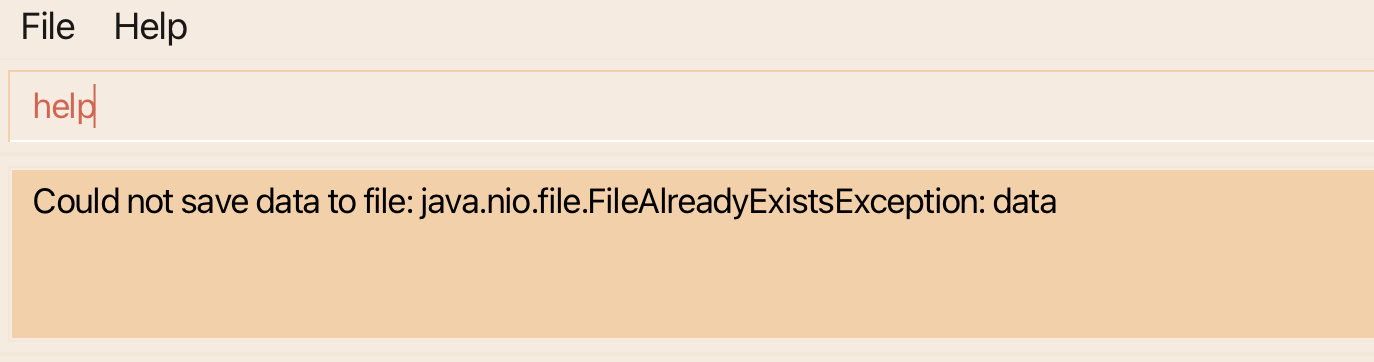 File Help
help
Could not save data to file: java.nio.file.FileAlreadyExistsException: data